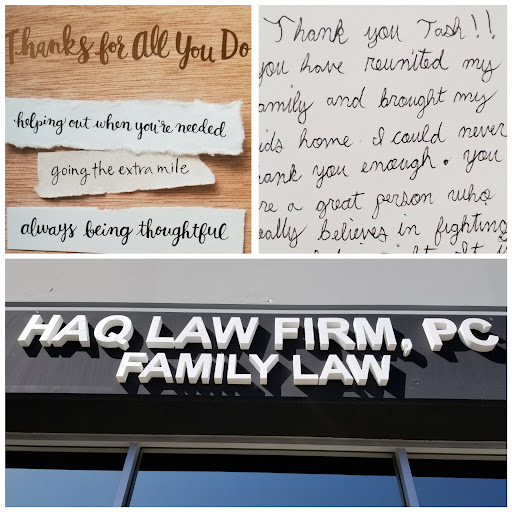 Thanks for All You Do
helping out when you're needed
going the extra mile
always being thoughtful
Thank you Tash!!
you have reunited my
amily and brought my
ids home. I could never
hank you enough. you
re a great person who
eally believes in fighting
HAQ LAW FIRM, PC
FAMILY LAW